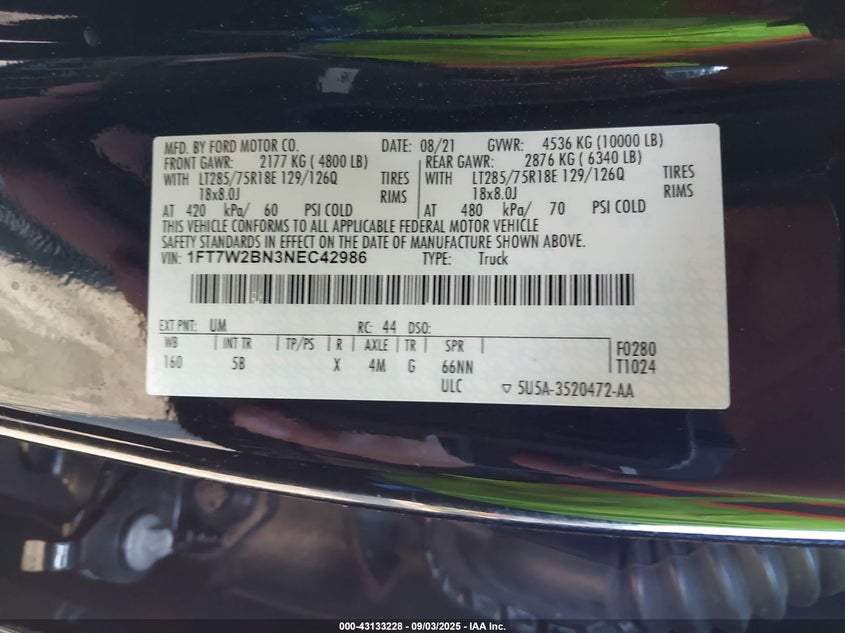 MFD. BY FORD MOTOR CO. DATE: 08/21 GVWR: 4536 KG (10000 LB)
FRONT GAWR: 2177 KG ( 4800 LB) REAR GAWR: 2876 KG ( 6340 LB)
WITH LT285/75R18E 129/126Q TIRES WITH LT285/75R18E 129/126Q TIRES
18x8.0J RIMS 18x8.0J RIMS
AT 420 kPa/ 60 PSI COLD AT 480 kPa/ 70 PSI COLD
THIS VEHICLE CONFORMS TO ALL APPLICABLE FEDERAL MOTOR VEHICLE
SAFETY STANDARDS IN EFFECT ON THE DATE OF MANUFACTURE SHOWN ABOVE.
VIN: 1FT7W2BN3NEC42986 TYPE: Truck
EXT PNT: UM RC: 44 DSO:
WB INT TR TP/PS R AXLE TR SPR F0280
160 5B X 4M G 66NN T1024
ULC ▽ 5U5A-3520472-AA
000-43133228 - 09/03/2025 - IAA Inc.